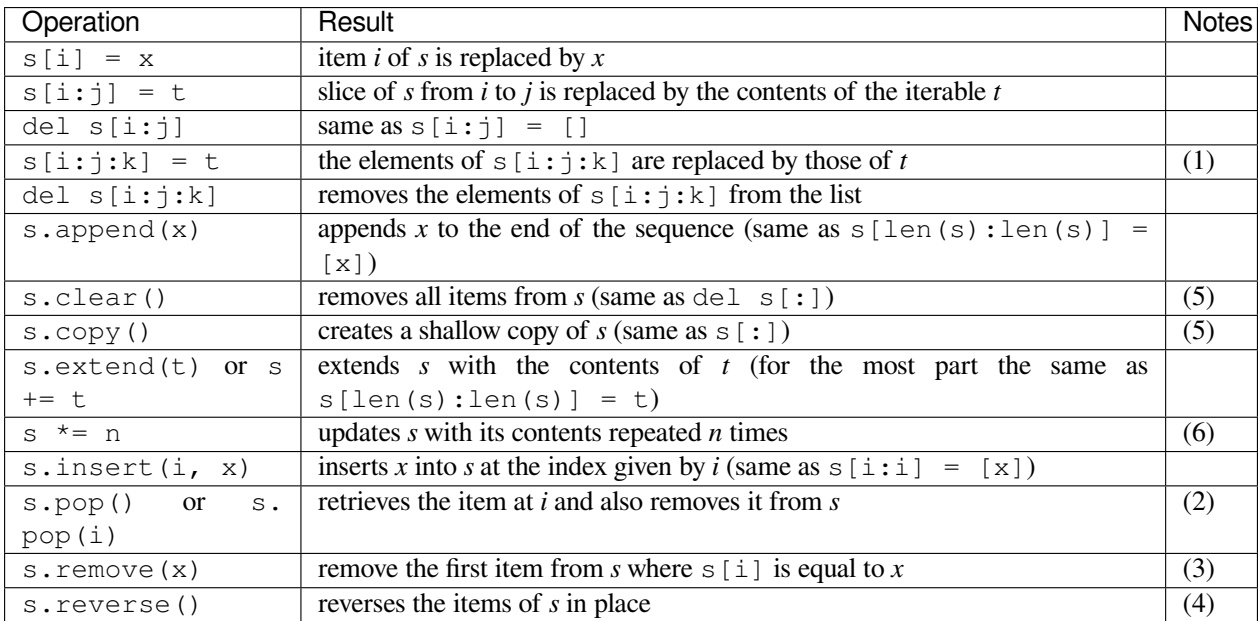 Operation Result Notes
s[i] = x item i of s is replaced by x
s[i:j] = t slice of s from i to j is replaced by the contents of the iterable t
del s[i:j] same as s[i:j] = []
s[i:j:k] = t the elements of s[i:j:k] are replaced by those of t (1)
del s[i:j:k] removes the elements of s[i:j:k] from the list
s.append(x) appends x to the end of the sequence (same as s[len(s):len(s)] =
[x])
s.clear() removes all items from s (same as del s[:]) (5)
s.copy() creates a shallow copy of s (same as s[:]) (5)
s.extend(t) or s extends s with the contents of t (for the most part the same as
+= t s[len(s):len(s)] = t)
s *= n updates s with its contents repeated n times (6)
s.insert(i, x) inserts x into s at the index given by i (same as s[i:i] = [x])
s.pop() or s. retrieves the item at i and also removes it from s (2)
pop(i)
s.remove(x) remove the first item from s where s[i] is equal to x (3)
s.reverse() reverses the items of s in place (4)